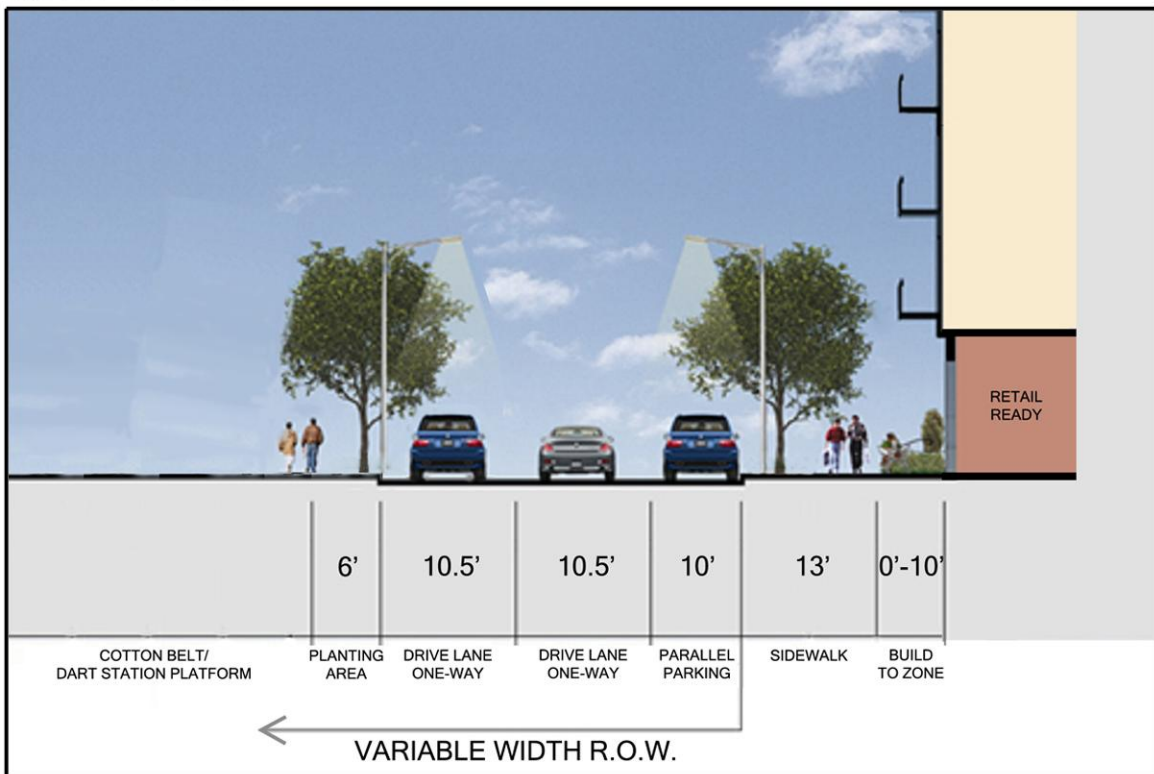 RETAIL
READY
6’
10.5’
10.5’
10’
13’
0’-10’
COTTON BELT/
DART STATION PLATFORM
PLANTING
AREA
DRIVE LANE
ONE-WAY
DRIVE LANE
ONE-WAY
PARALLEL
PARKING
SIDEWALK
BUILD
TO ZONE
VARIABLE WIDTH R.O.W.